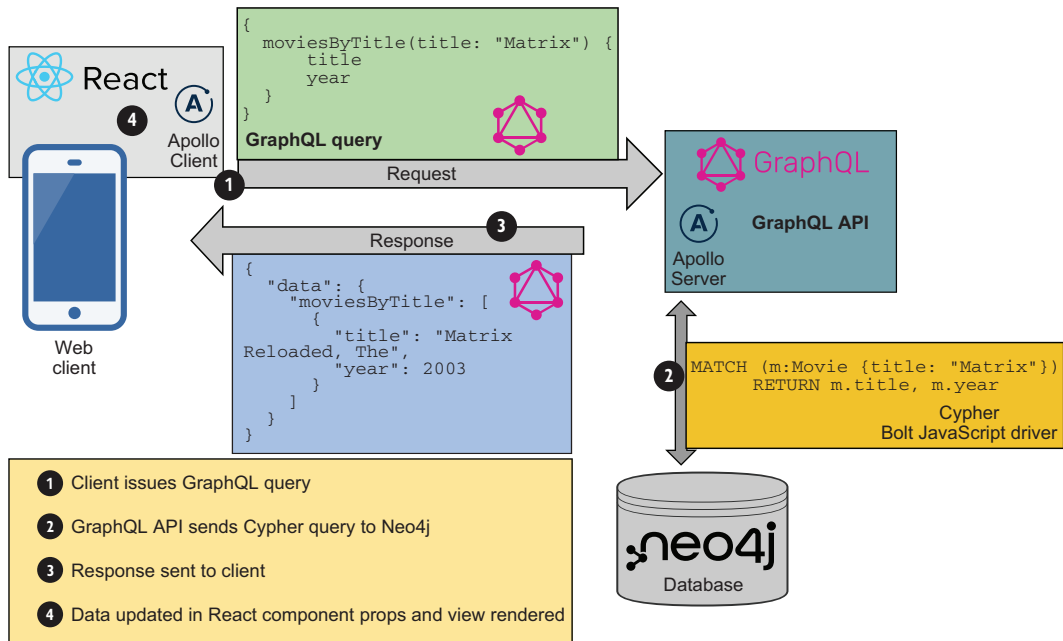 {
  moviesByTitle(title: "Matrix") {
      title
      year
  }
}
GraphQL query
React
4
A
Apollo
Client
1
Request
GraphQL
GraphQL API
A
Apollo
Server
3
Response
{
  "data": {
    "moviesByTitle": [
      {
        "title": "Matrix
Reloaded, The",
        "year": 2003
      }
    ]
  }
}
Web
client
2
MATCH (m:Movie {title: "Matrix"})
RETURN m.title, m.year
Cypher
Bolt JavaScript driver
neo4j
Database
1 Client issues GraphQL query
2 GraphQL API sends Cypher query to Neo4j
3 Response sent to client
4 Data updated in React component props and view rendered